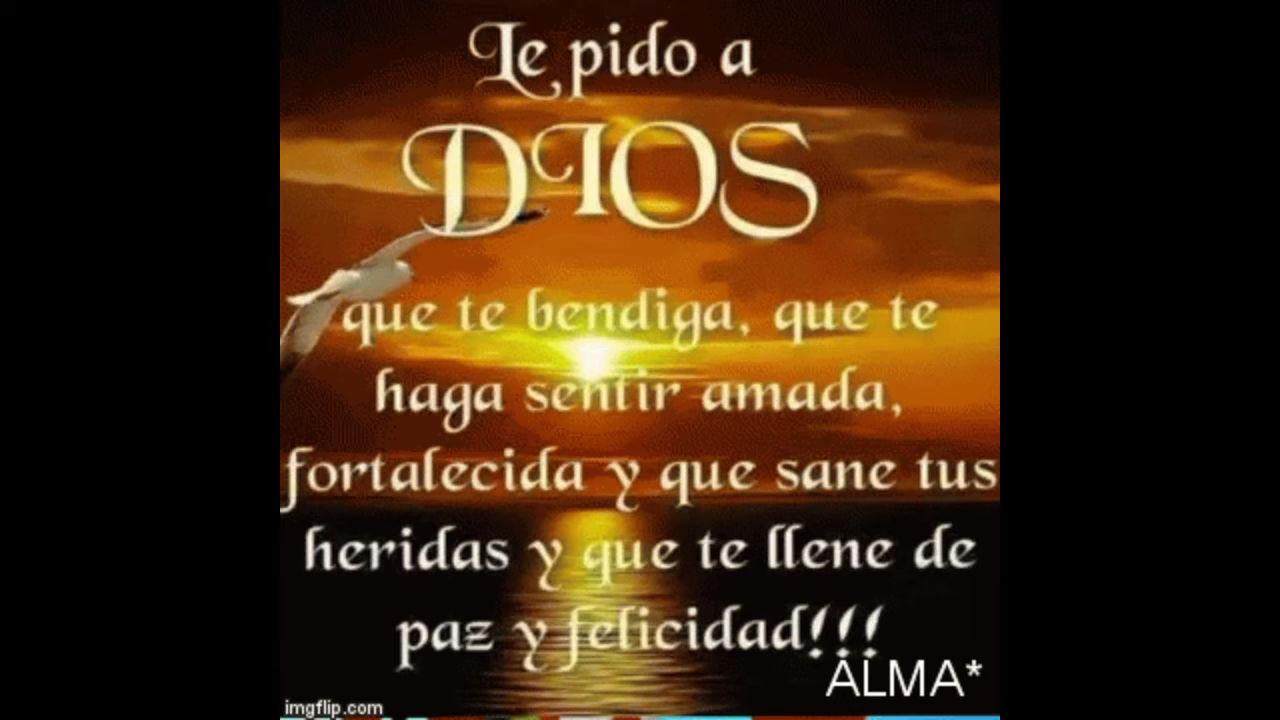 Le pido a
DIOS
que te bendiga, que te
haga sentir amada,
fortalecida y que sane tus
heridas y que te llene de
paz y felicidad!!!
ALMA*
imgflip.com